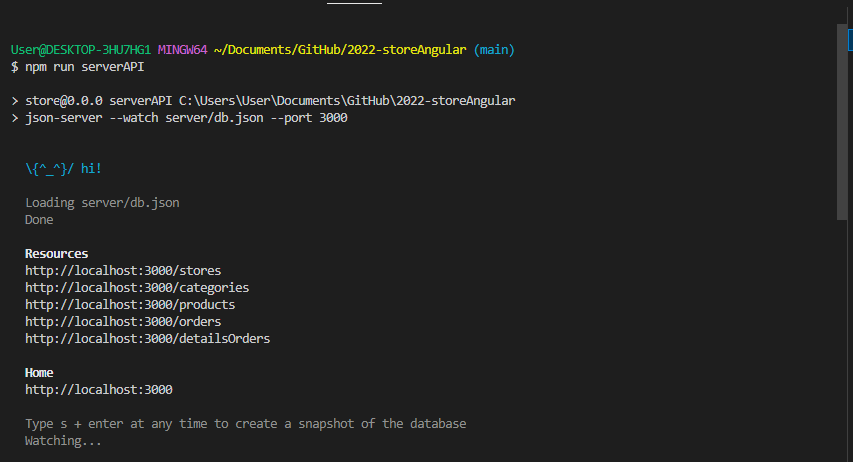 User@DESKTOP-3HU7HG1 MINGW64 ~/Documents/GitHub/2022-storeAngular (main)
$ npm run serverAPI
> store@0.0.0 serverAPI C:\Users\User\Documents\GitHub\2022-storeAngular
> json-server --watch server/db.json --port 3000
\{^_^}/ hi!
Loading server/db.json
Done
Resources
http://localhost:3000/stores
http://localhost:3000/categories
http://localhost:3000/products
http://localhost:3000/orders
http://localhost:3000/detailsOrders
Home
http://localhost:3000
Type s + enter at any time to create a snapshot of the database
Watching...